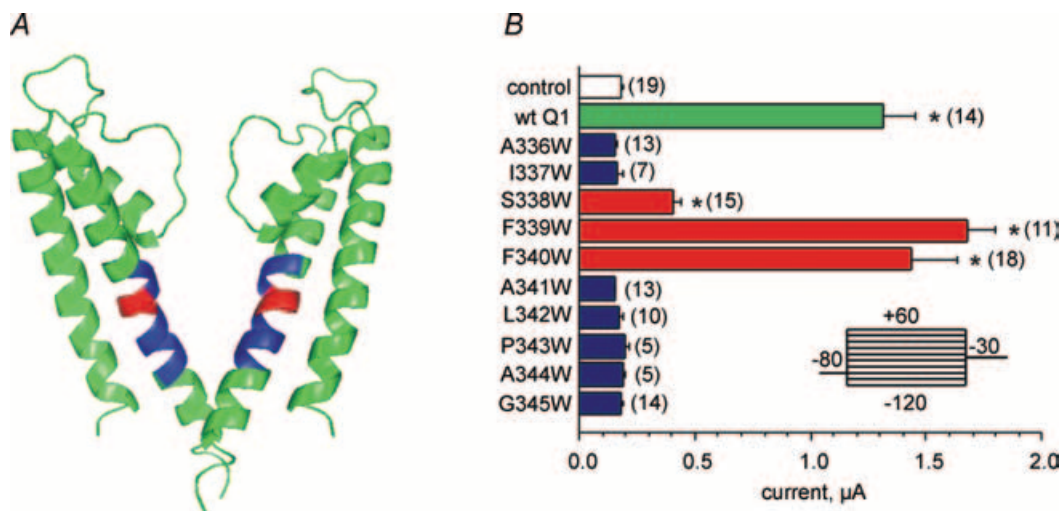 A
B
control (19)
wt Q1 * (14)
A336W (13)
I337W (7)
S338W * (15)
F339W * (11)
F340W * (18)
A341W (13)
L342W (10)
P343W (5)
A344W (5)
G345W (14)
+60
-80 -30
-120
0.0 0.5 1.0 1.5 2.0
current, µA